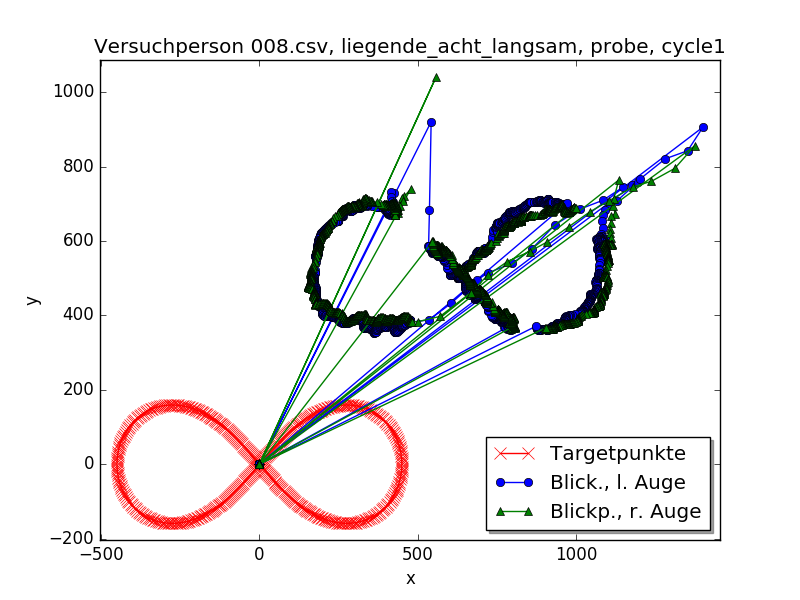 Versuchperson 008.csv, liegende_acht_langsam, probe, cycle1
1000
800
600
400
200
0
−200
y
−500
0
500
1000
x
Targetpunkte
Blick., l. Auge
Blickp., r. Auge